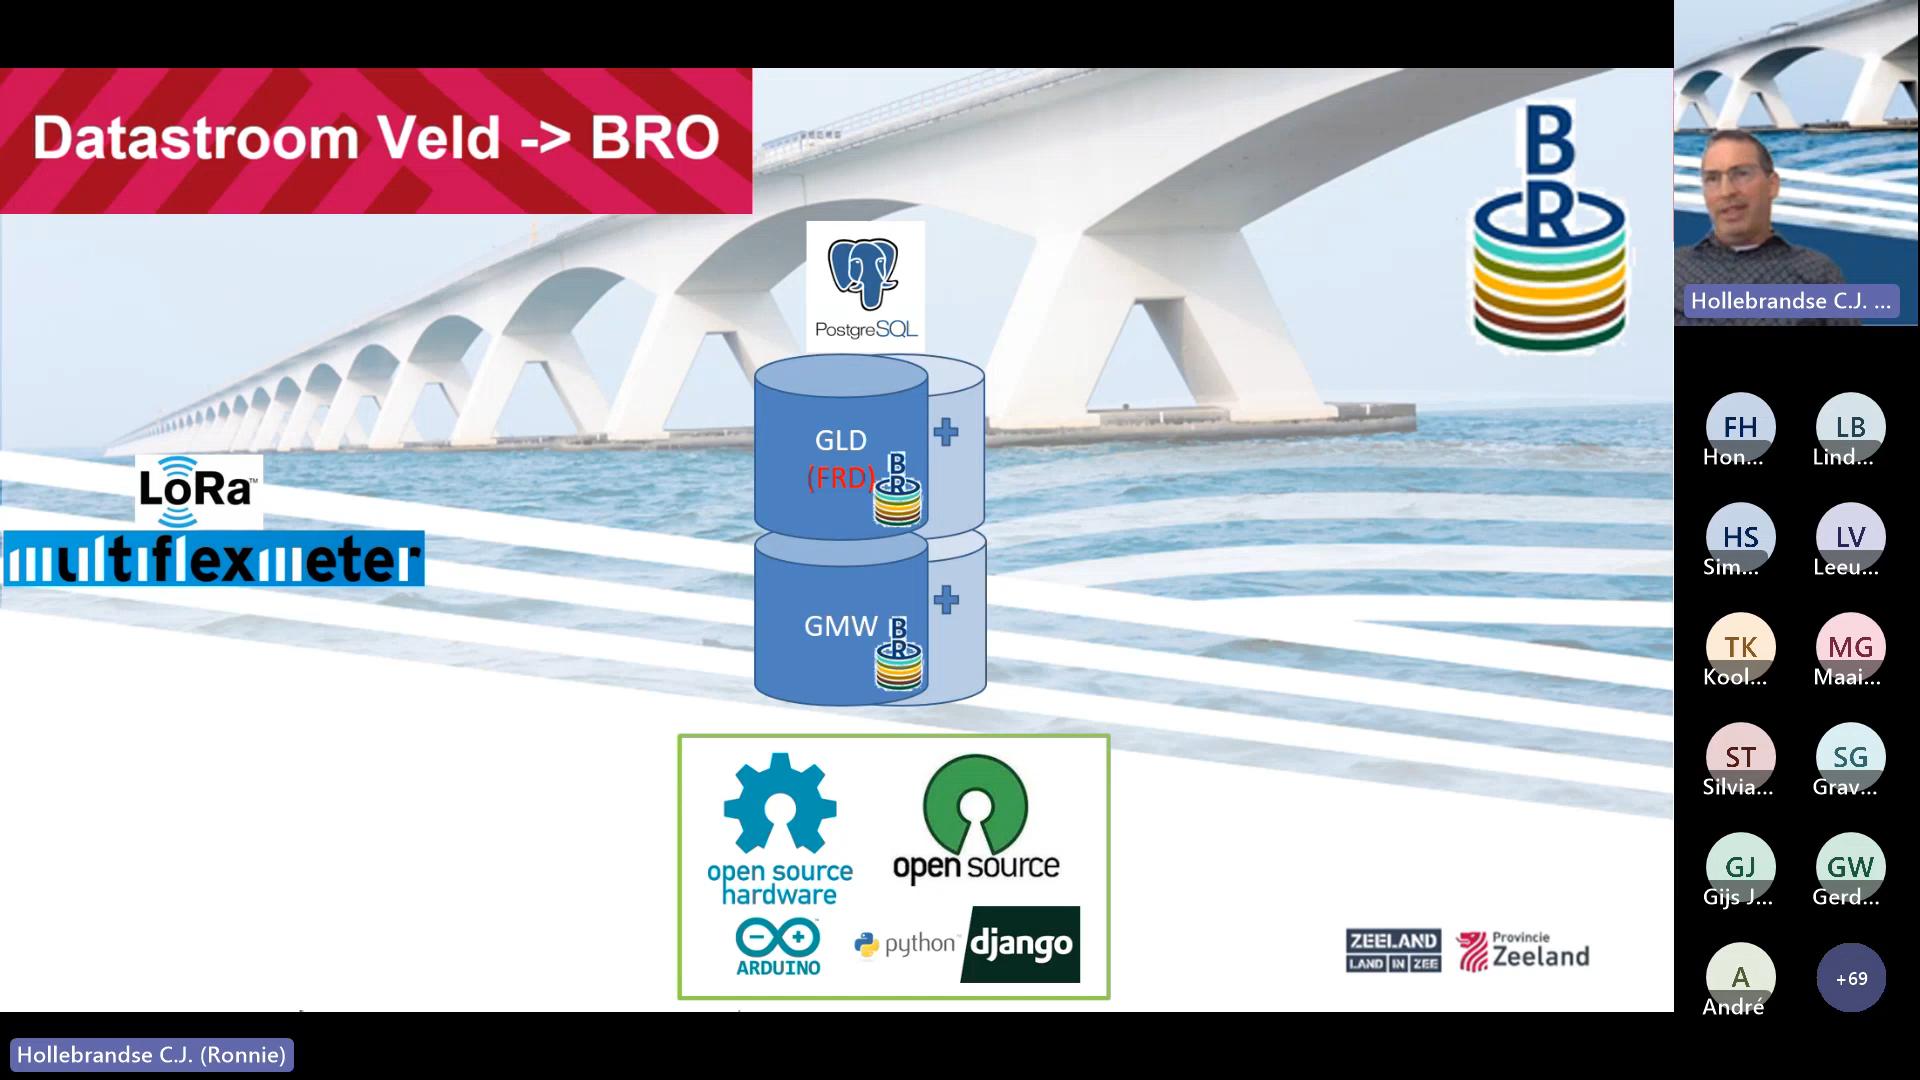 Datastroom Veld -> BRO
B
R
PostgreSQL
GLD
(FRD)
B
R
GMW
B
R
LoRa™
multiflexmeter
open source
hardware
open source
ARDUINO
python™
django
ZEELAND
LAND IN ZEE
Provincie
Zeeland
Hollebrandse C.J. ...
FH
Hon...
LB
Lind...
HS
Sim...
LV
Leeu...
TK
Kool...
MG
Maai...
ST
Silvia...
SG
Grav...
GJ
Gijs J...
GW
Gerd...
A
André
+69
Hollebrandse C.J. (Ronnie)